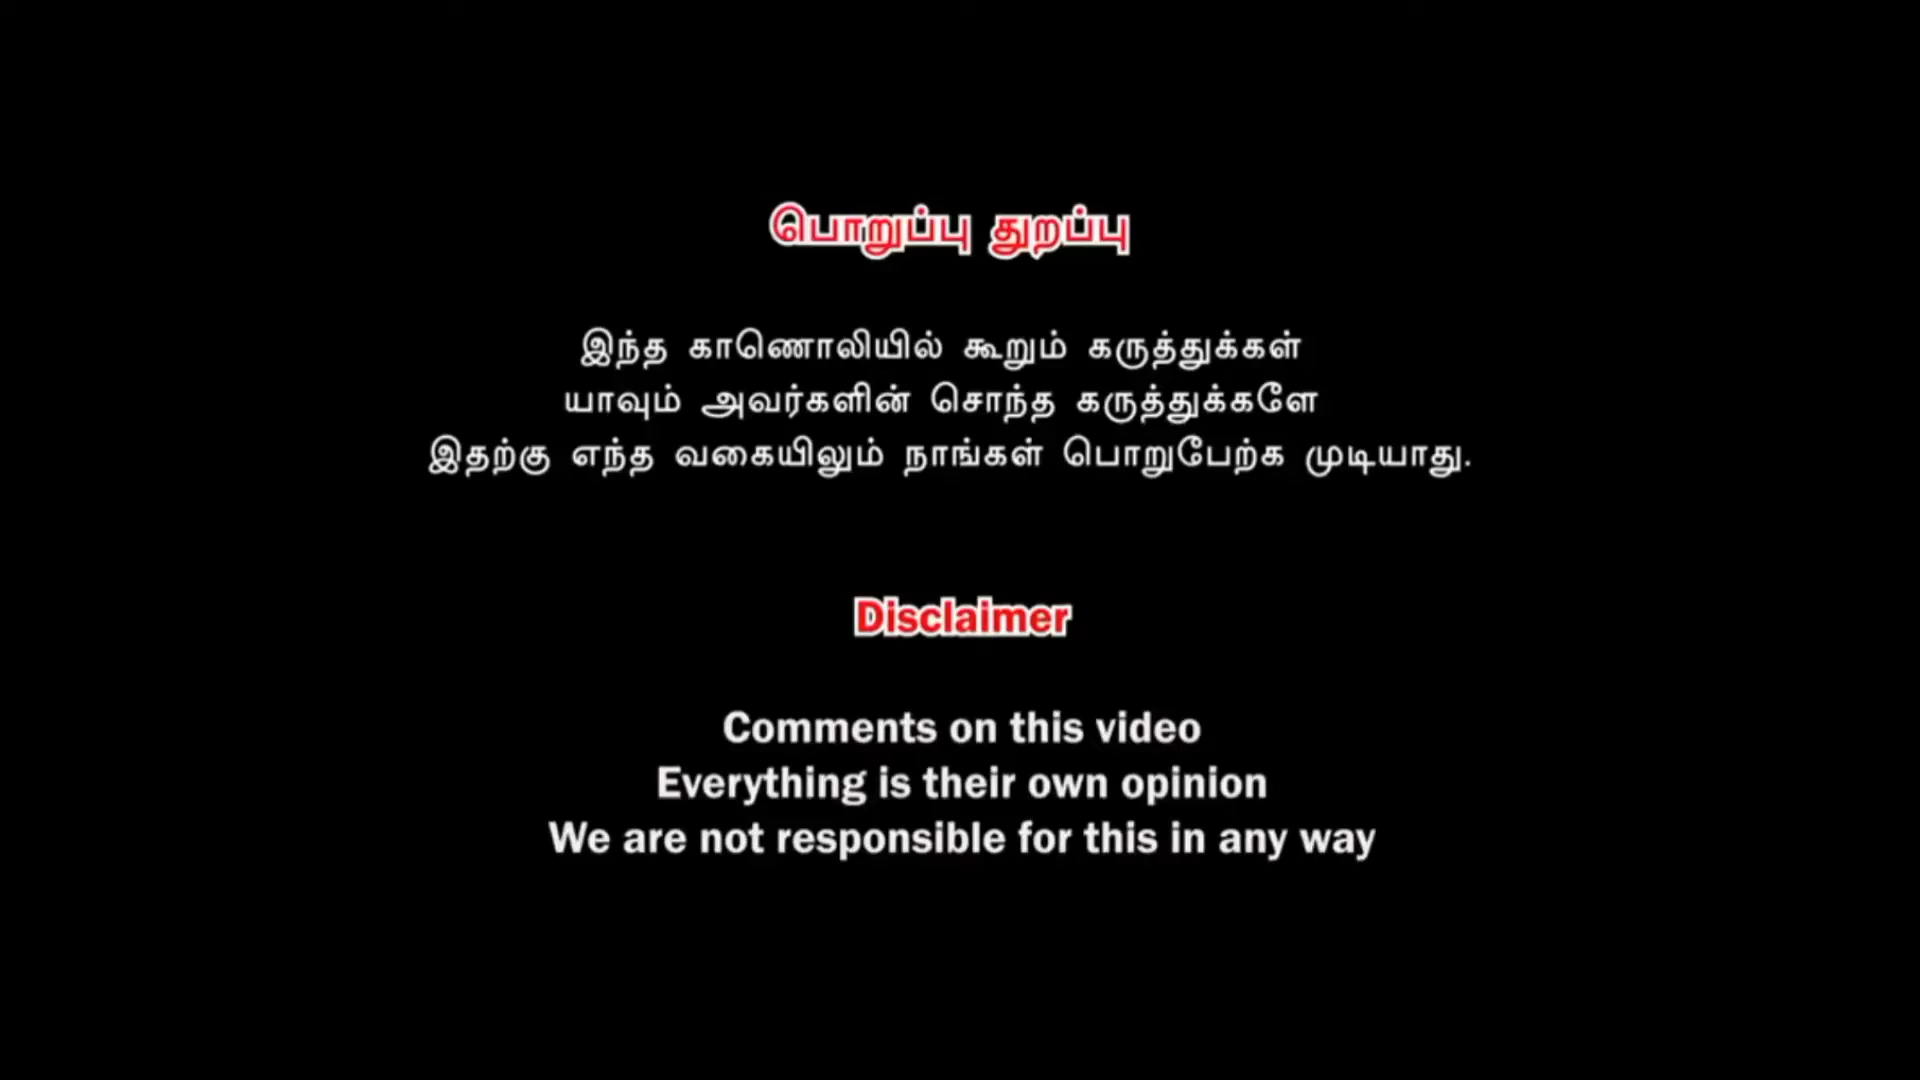 பொறுப்பு துறப்பு
இந்த காணொலியில் கூறும் கருத்துக்கள்
யாவும் அவர்களின் சொந்த கருத்துக்களே
இதற்கு எந்த வகையிலும் நாங்கள் பொறுபேற்க முடியாது.
Disclaimer
Comments on this video
Everything is their own opinion
We are not responsible for this in any way